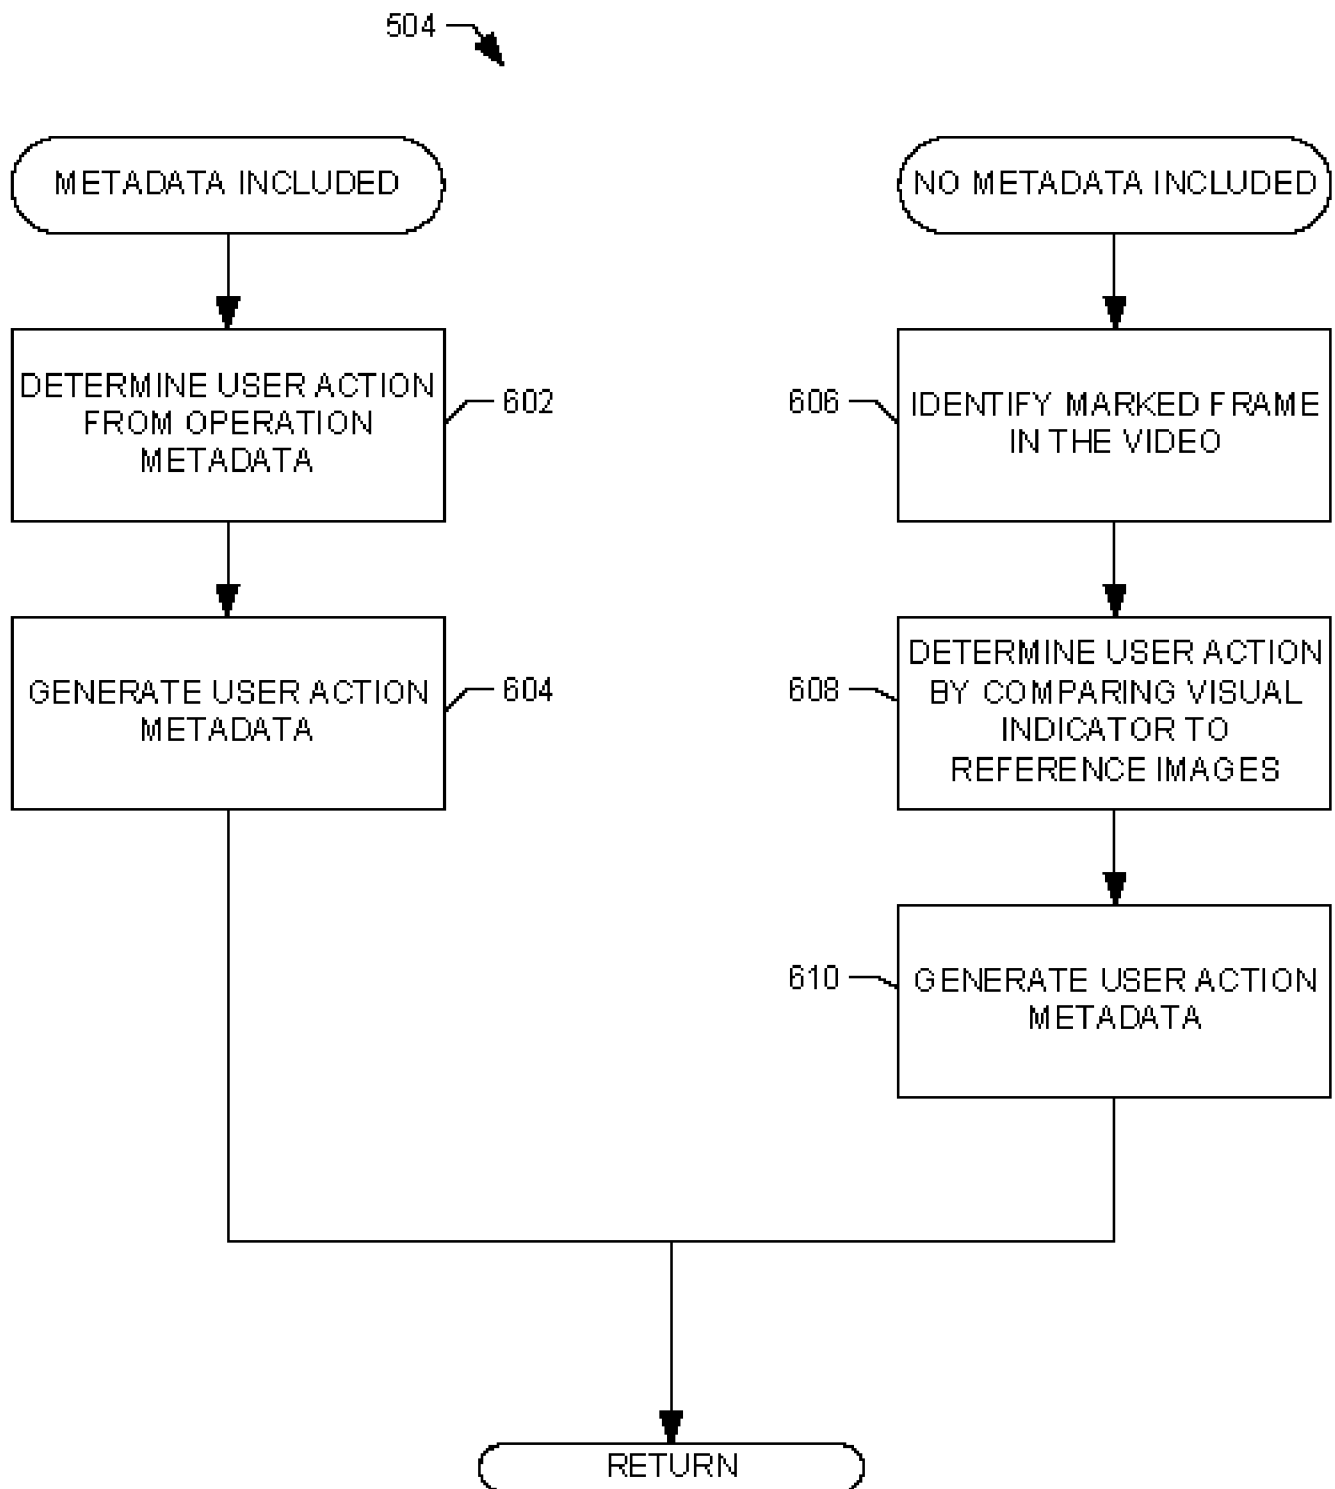 504
METADATA INCLUDED
DETERMINE USER ACTION
FROM OPERATION
METADATA
602
GENERATE USER ACTION
METADATA
604
NO METADATA INCLUDED
606
IDENTIFY MARKED FRAME
IN THE VIDEO
608
DETERMINE USER ACTION
BY COMPARING VISUAL
INDICATOR TO
REFERENCE IMAGES
610
GENERATE USER ACTION
METADATA
RETURN